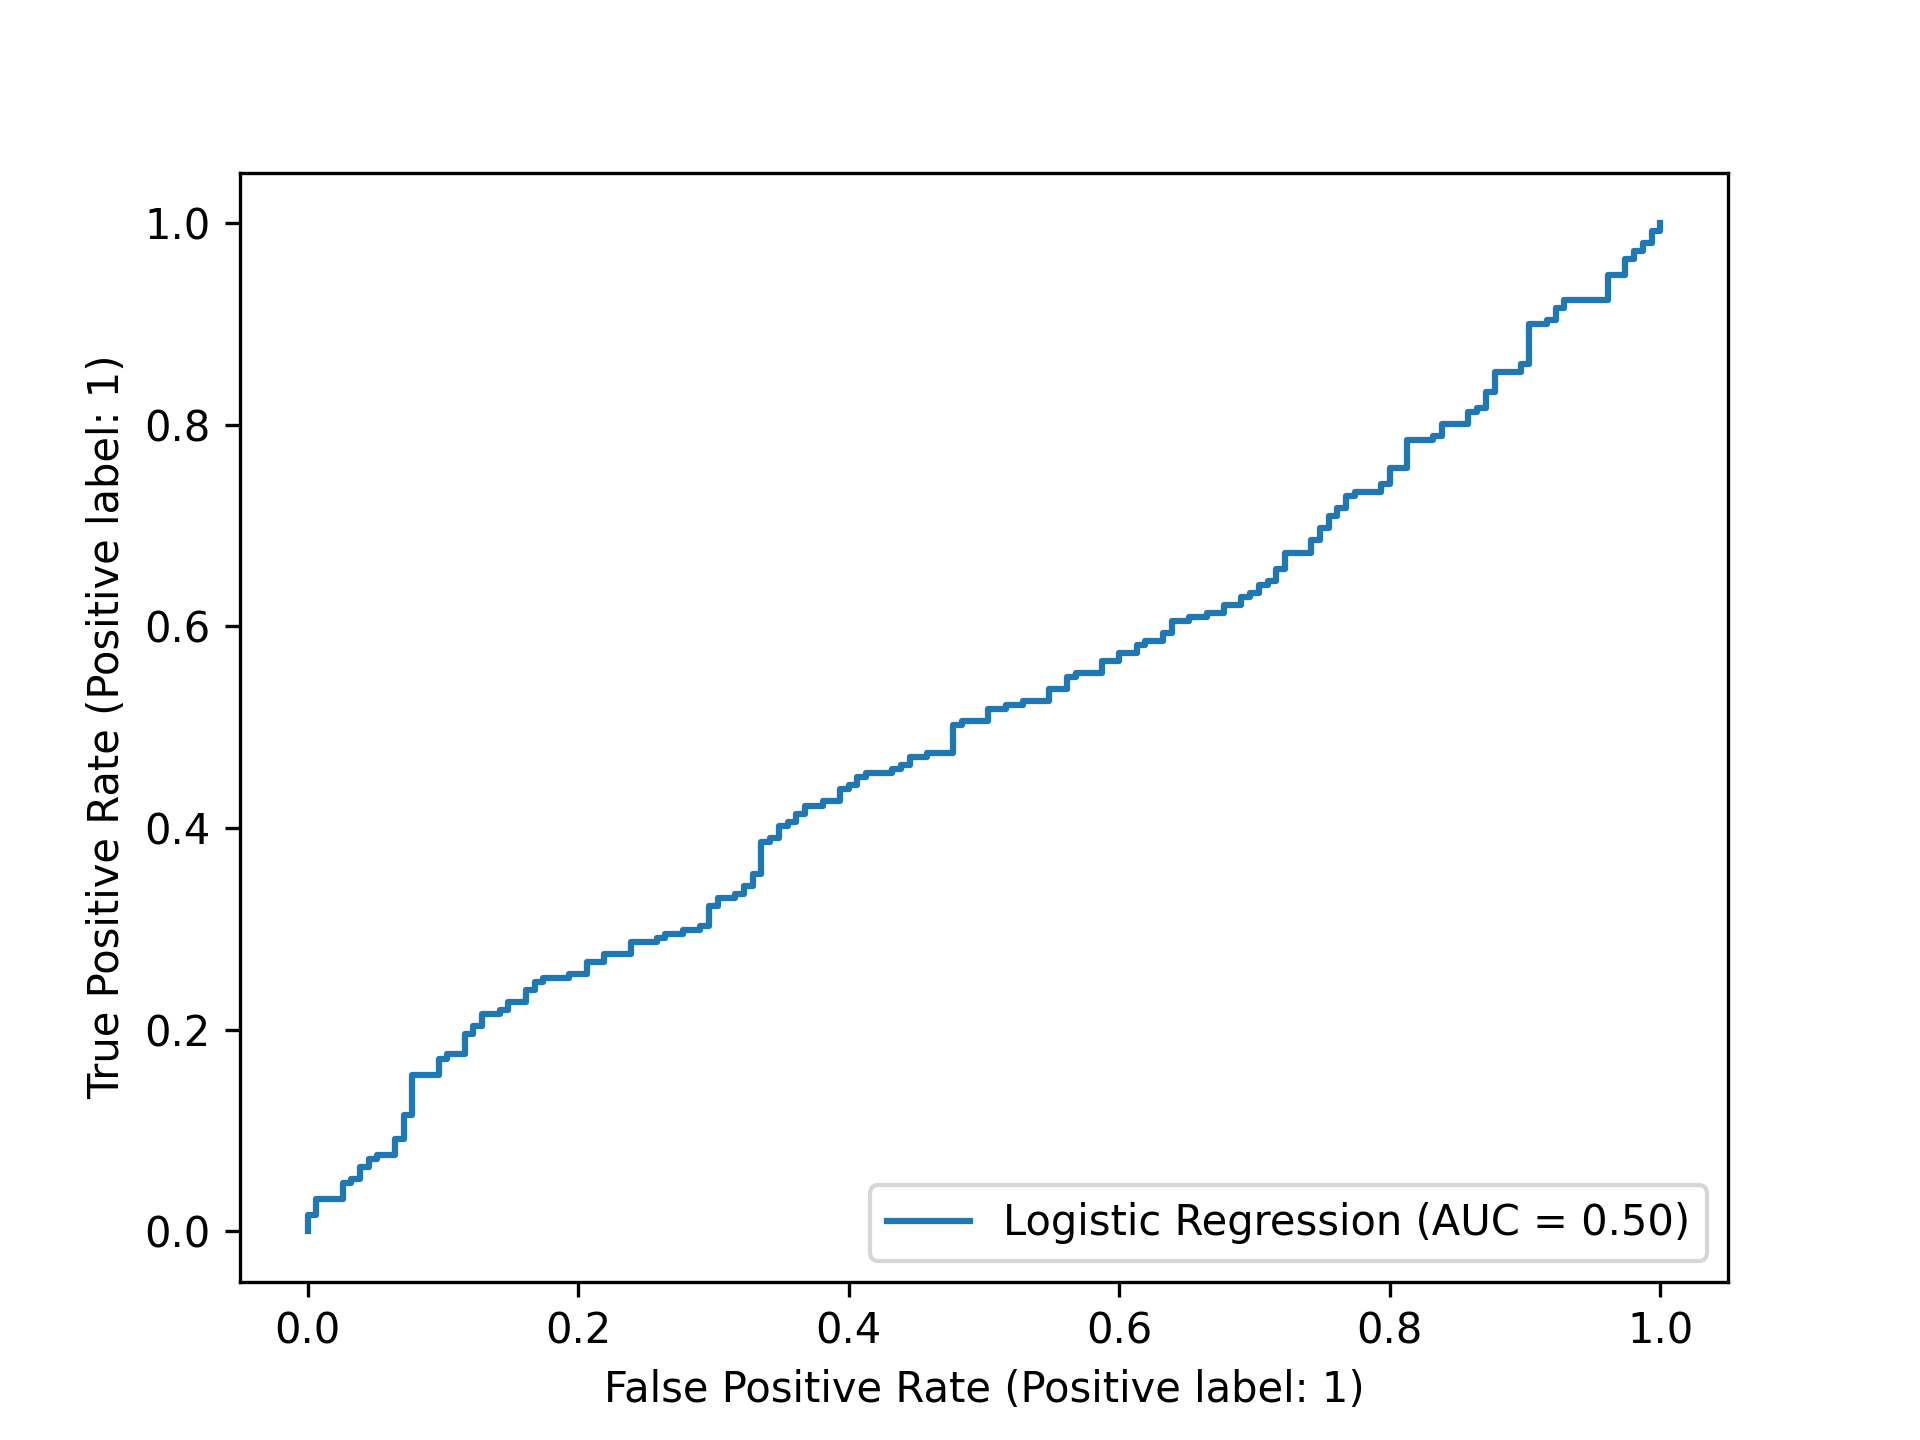 1.0
0.8
0.6
0.4
0.2
0.0
True Positive Rate (Positive label: 1)
Logistic Regression (AUC = 0.50)
0.0 0.2 0.4 0.6 0.8 1.0
False Positive Rate (Positive label: 1)